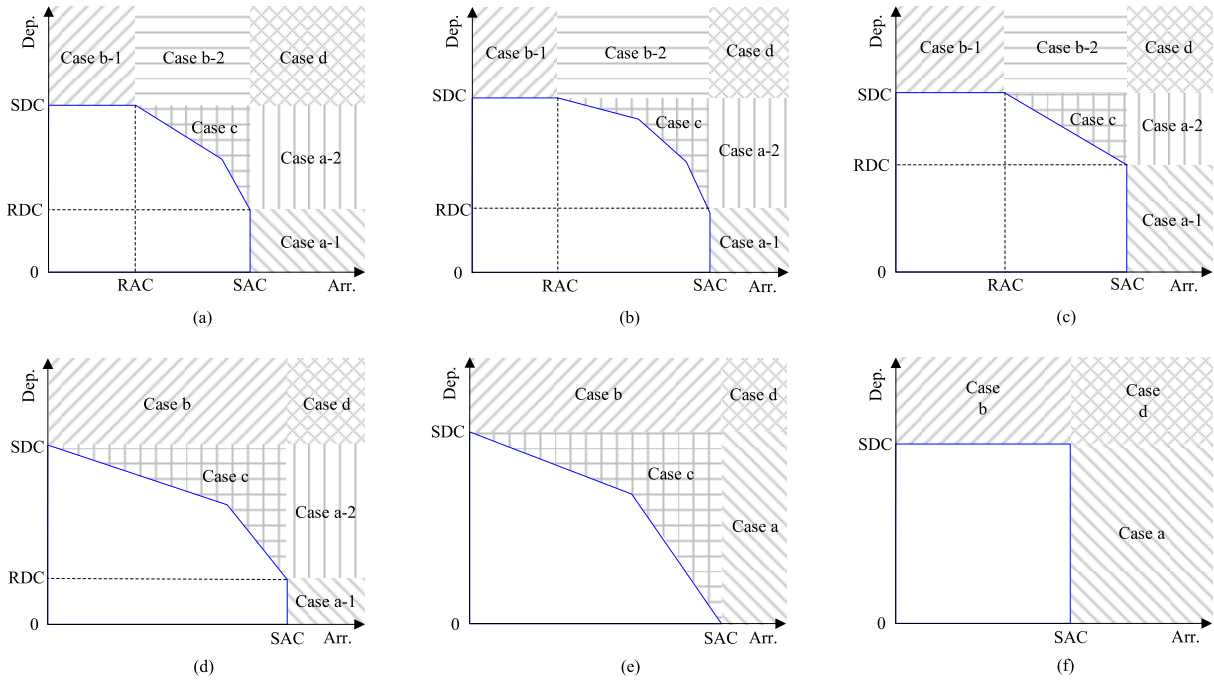 Dep.
Case b-1
Case b-2
Case d
SDC
Case c
Case a-2
RDC
Case a-1
0
RAC
SAC
Arr.
(a)
Dep.
Case b-1
Case b-2
Case d
SDC
Case c
Case a-2
RDC
Case a-1
0
RAC
SAC
Arr.
(b)
Dep.
Case b-1
Case b-2
Case d
SDC
Case c
Case a-2
RDC
Case a-1
0
RAC
SAC
Arr.
(c)
Dep.
Case b
Case d
SDC
Case c
Case a-2
RDC
Case a-1
0
SAC
Arr.
(d)
Dep.
Case b
Case d
SDC
Case c
Case a
0
SAC
Arr.
(e)
Dep.
Case
b
Case
d
SDC
Case a
0
SAC
Arr.
(f)